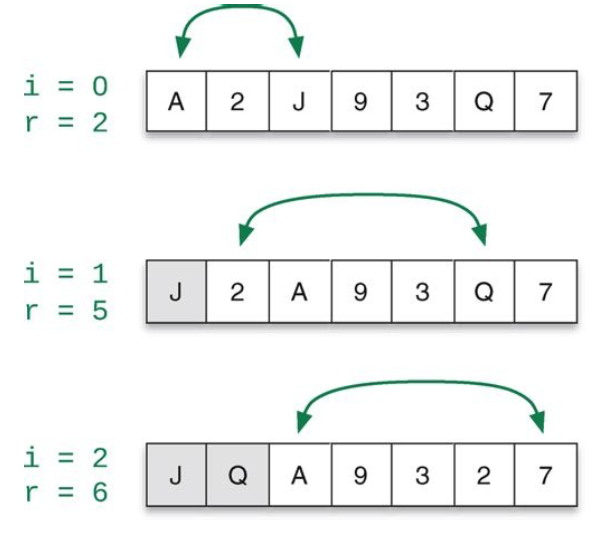 i = 0
r = 2
A 2 J 9 3 Q 7
i = 1
r = 5
J 2 A 9 3 Q 7
i = 2
r = 6
J Q A 9 3 2 7